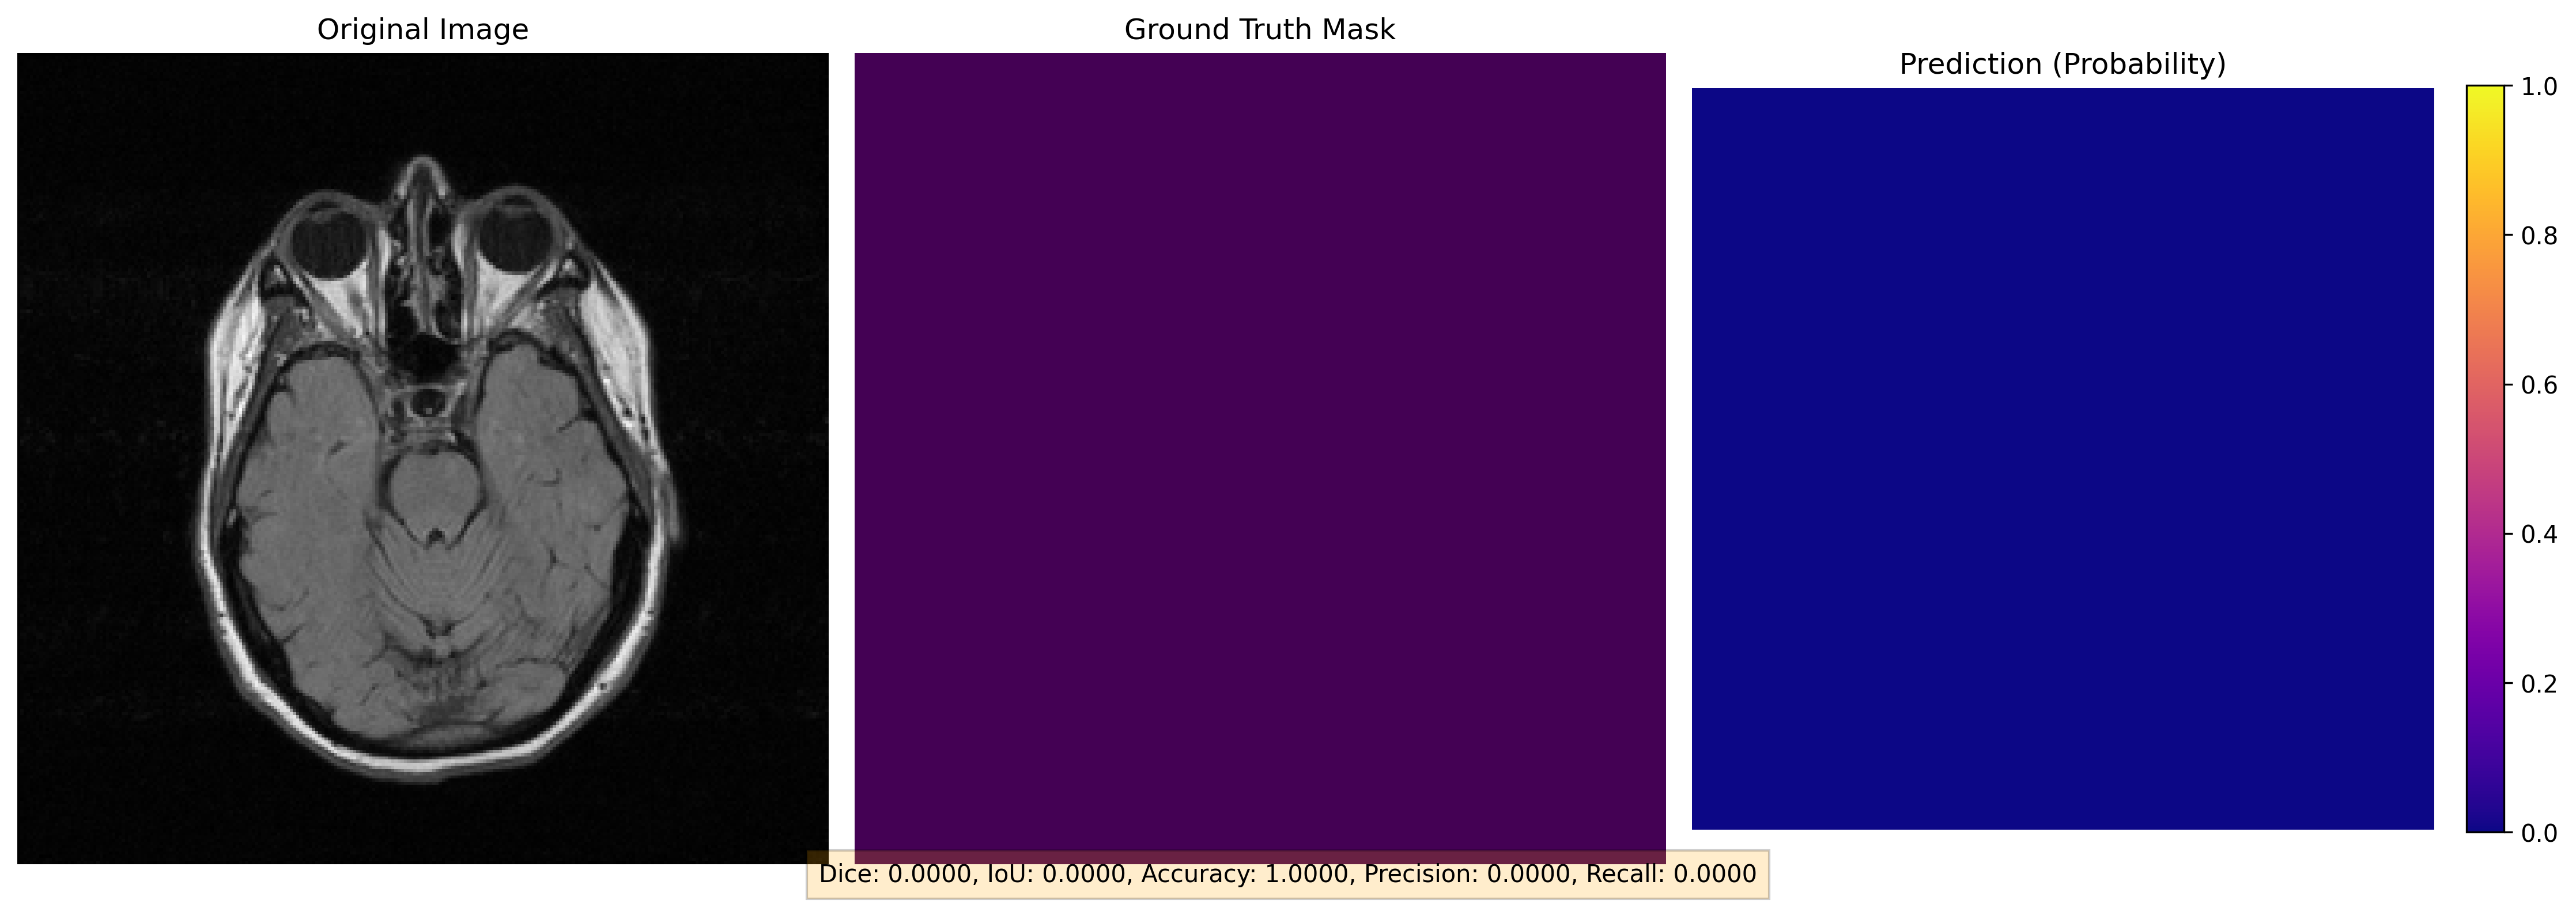 Original Image
Ground Truth Mask
Prediction (Probability)
1.0
0.8
0.6
0.4
0.2
0.0
Dice: 0.0000, IoU: 0.0000, Accuracy: 1.0000, Precision: 0.0000, Recall: 0.0000